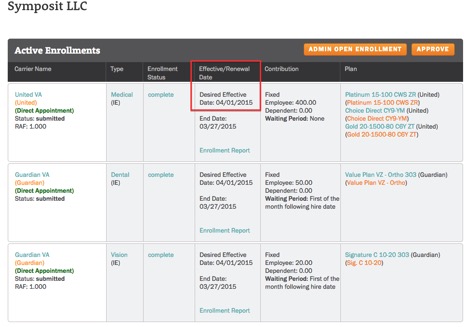 Symposit LLC
Active Enrollments
ADMIN OPEN ENROLLMENT
APPROVE
Carrier Name
Type
Enrollment
Status
Effective/Renewal
Date
Contribution
Plan
United VA
(United)
(Direct Appointment)
Status: submitted
RAF: 1.000
Medical
(IE)
complete
Desired Effective
Date: 04/01/2015
End Date:
03/27/2015
Enrollment Report
Fixed
Employee: 400.00
Dependent: 0.00
Waiting Period: None
Platinum 15-100 CWS ZR (United)
(Platinum 15-100 CWS ZR)
Choice Direct CY9-YM (United)
(Choice Direct CY9-YM)
Gold 20-1500-80 O6Y ZT (United)
(Gold 20-1500-80 O6Y ZT)
Guardian VA
(Guardian)
(Direct Appointment)
Status: submitted
Dental
(IE)
complete
Desired Effective
Date: 04/01/2015
End Date:
03/27/2015
Enrollment Report
Fixed
Employee: 50.00
Dependent: 0.00
Waiting Period: First of the
month following hire date
Value Plan VZ - Ortho 303 (Guardian)
(Value Plan VZ - Ortho)
Guardian VA
(Guardian)
(Direct Appointment)
Status: submitted
RAF: 1.000
Vision
(IE)
complete
Desired Effective
Date: 04/01/2015
End Date:
03/27/2015
Enrollment Report
Fixed
Employee: 20.00
Dependent: 0.00
Waiting Period: First of the
month following hire date
Signature C 10-20 303 (Guardian)
(Sig. C 10-20)